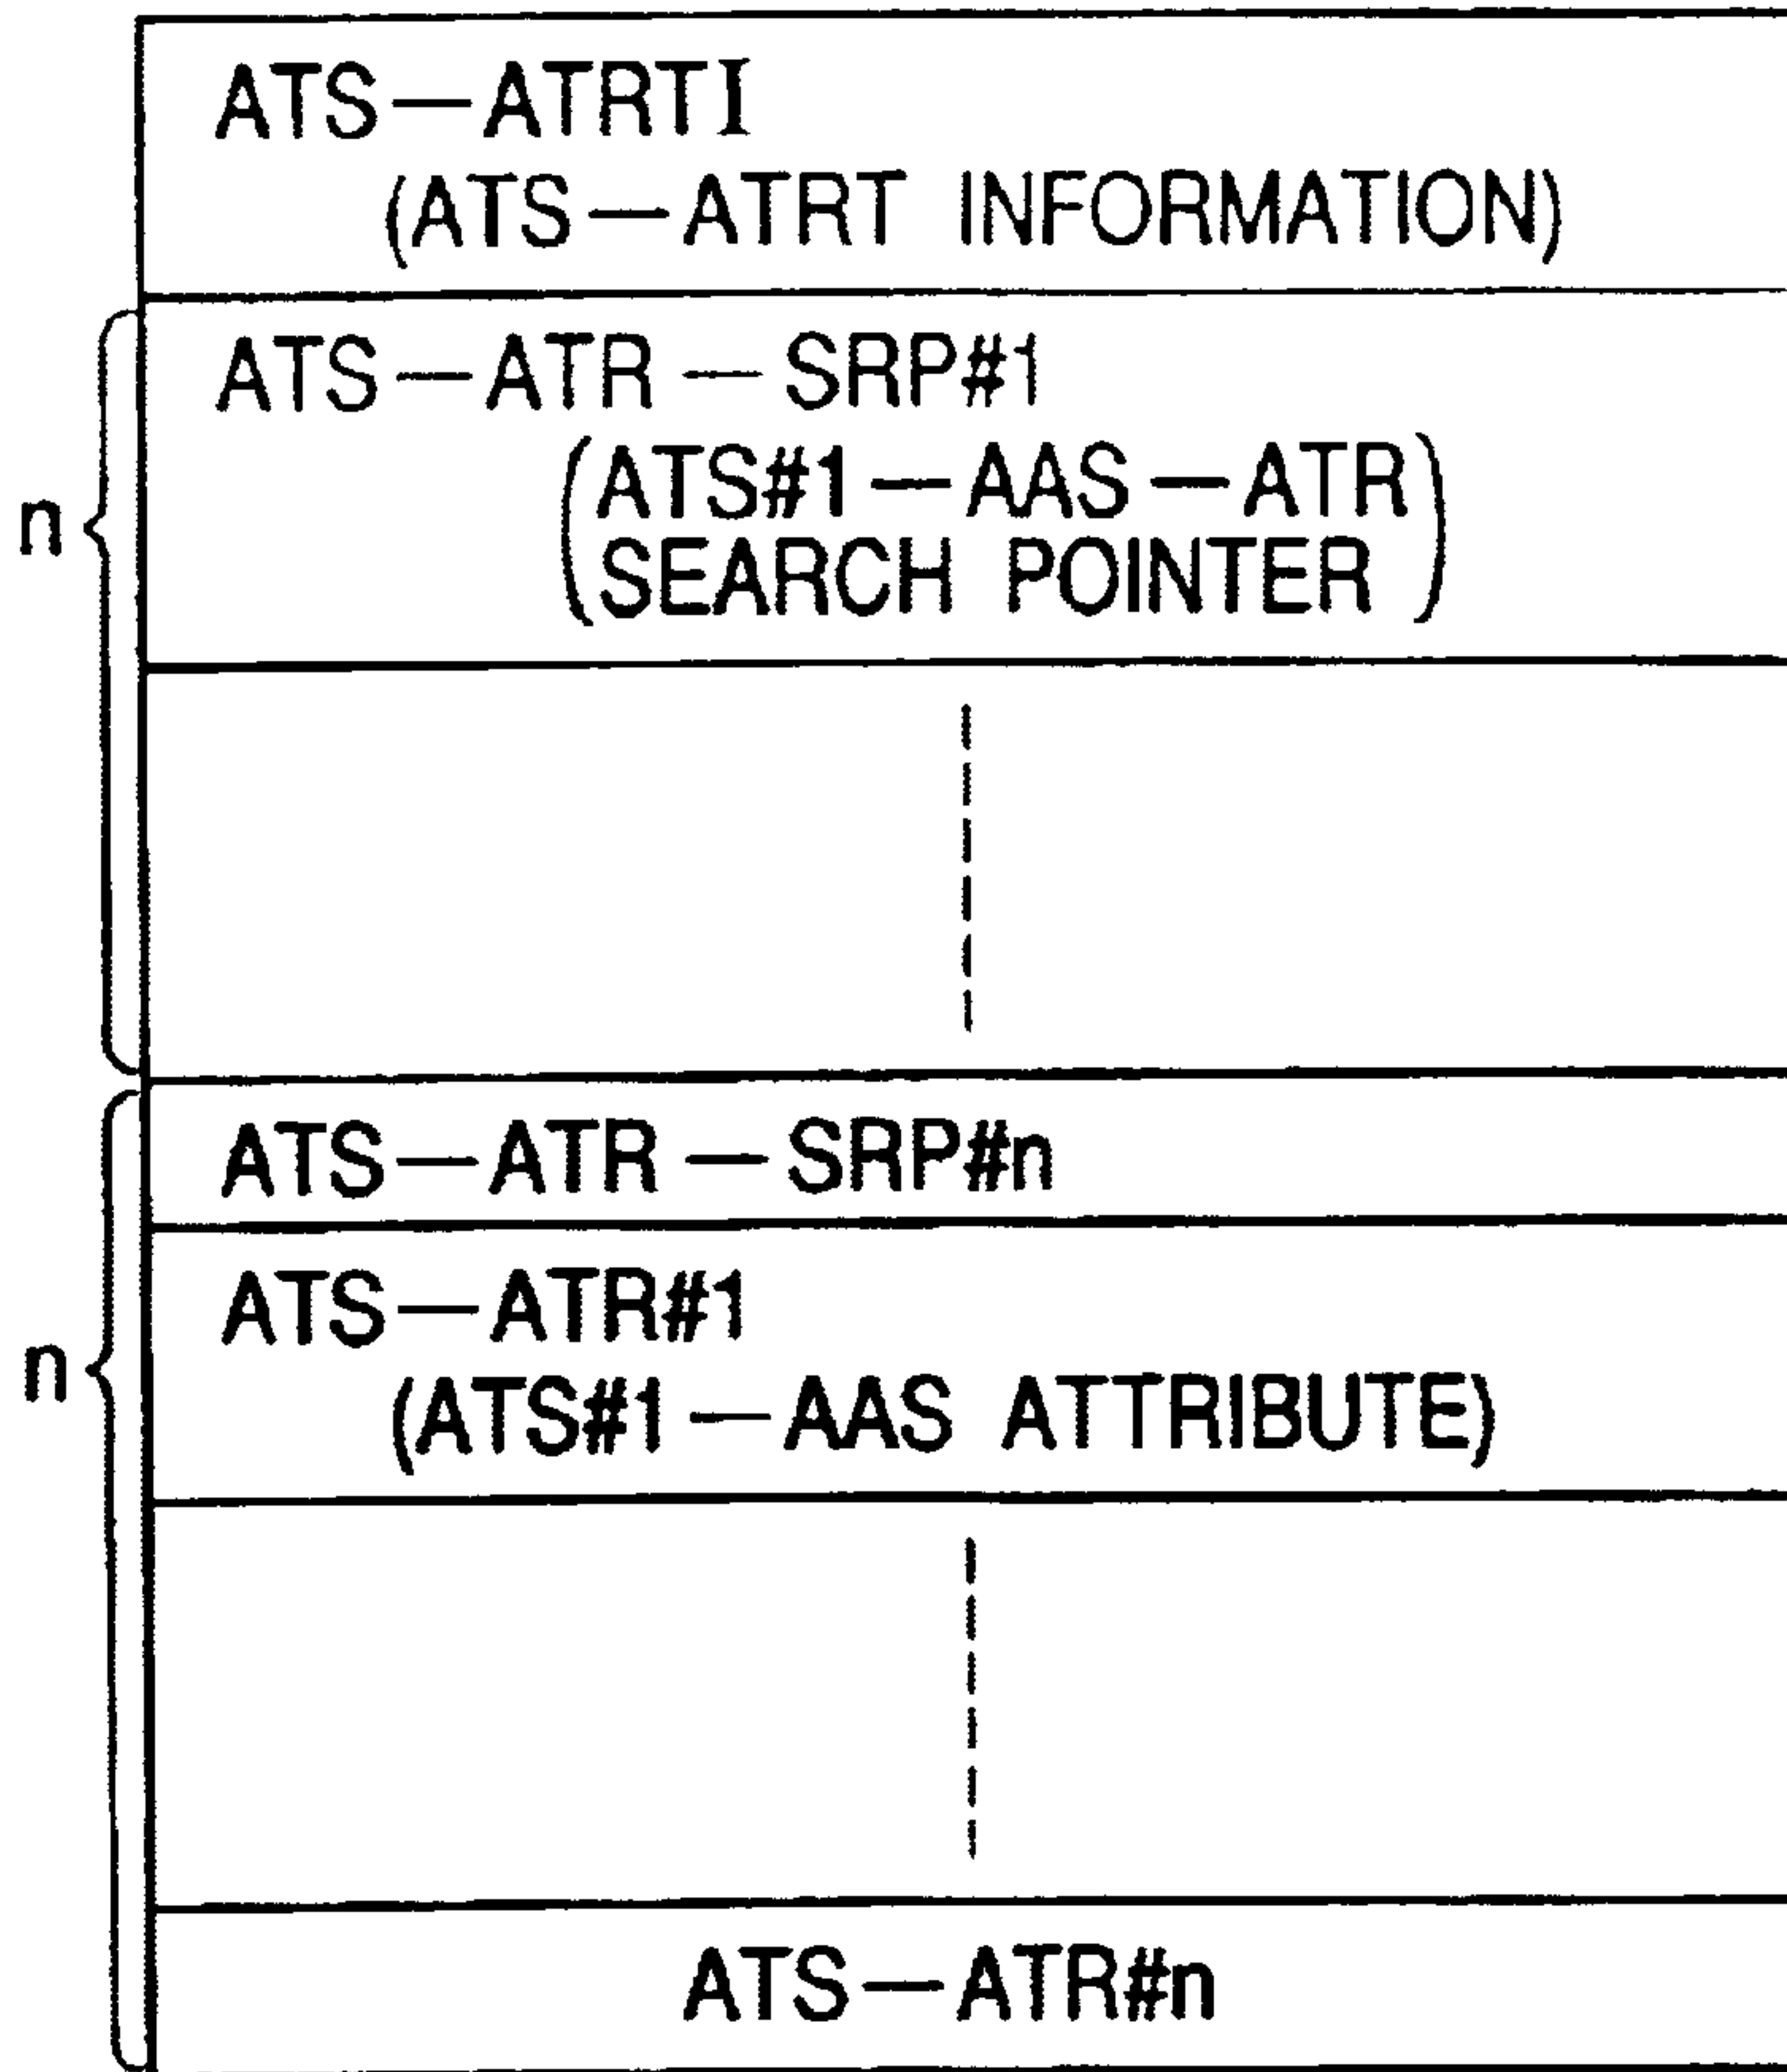 ATS—ATRTI
(ATS—ATRT INFORMATION)
ATS—ATR—SRP#1
(ATS#1—AAS—ATR
SEARCH POINTER)
n
ATS—ATR—SRP#n
ATS—ATR#1
(ATS#1—AAS ATTRIBUTE)
n
ATS—ATR#n